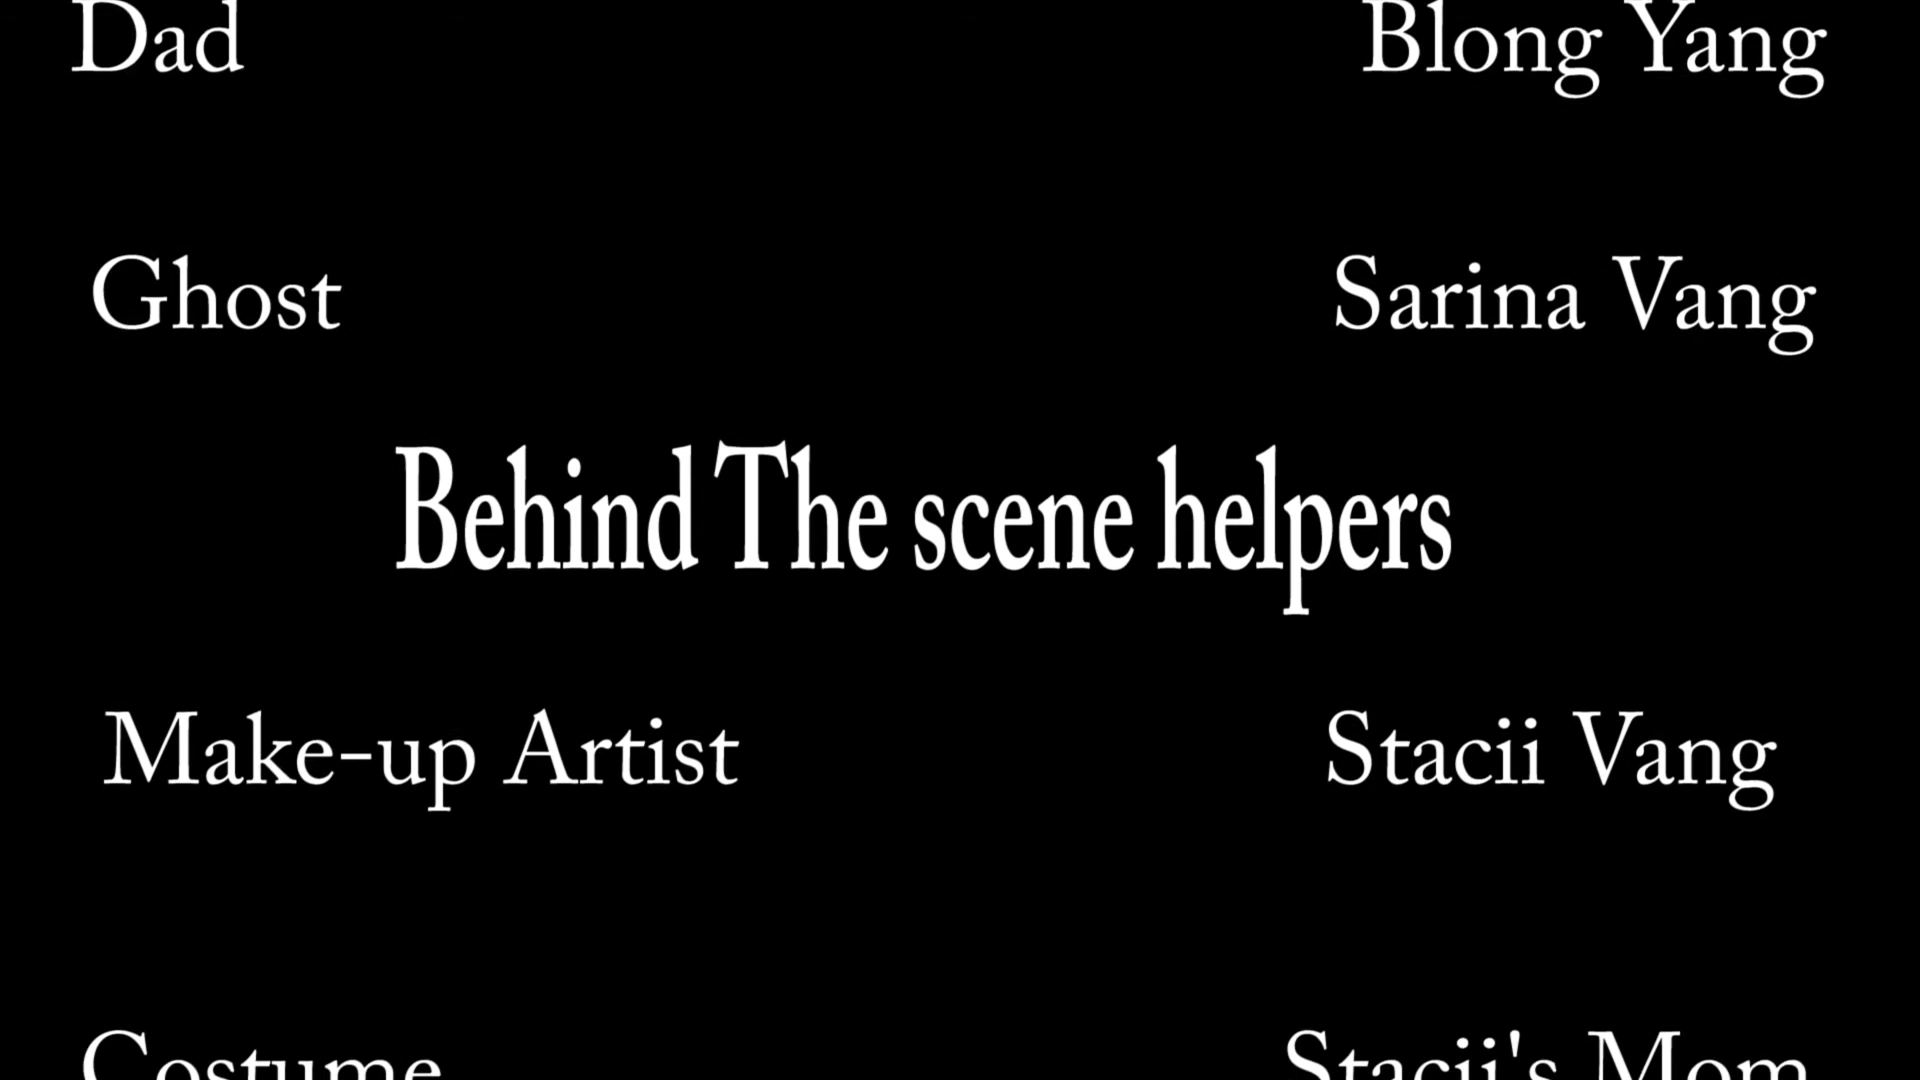 Dad Blong Yang
Ghost Sarina Vang
Behind The scene helpers
Make-up Artist Stacii Vang
Costume Stacii's Mom